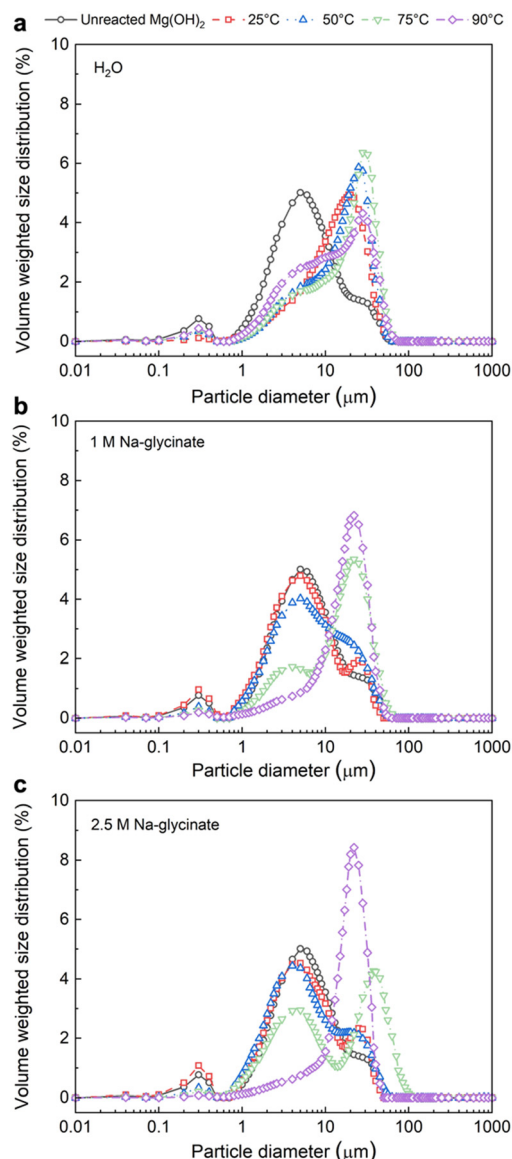 Unreacted Mg(OH)₂ 25°C 50°C 75°C 90°C
a
H₂O
Volume weighted size distribution (%)
10
8
6
4
2
0
0.01 0.1 1 10 100 1000
Particle diameter (μm)
b
1 M Na-glycinate
Volume weighted size distribution (%)
10
8
6
4
2
0
0.01 0.1 1 10 100 1000
Particle diameter (μm)
c
2.5 M Na-glycinate
Volume weighted size distribution (%)
10
8
6
4
2
0
0.01 0.1 1 10 100 1000
Particle diameter (μm)